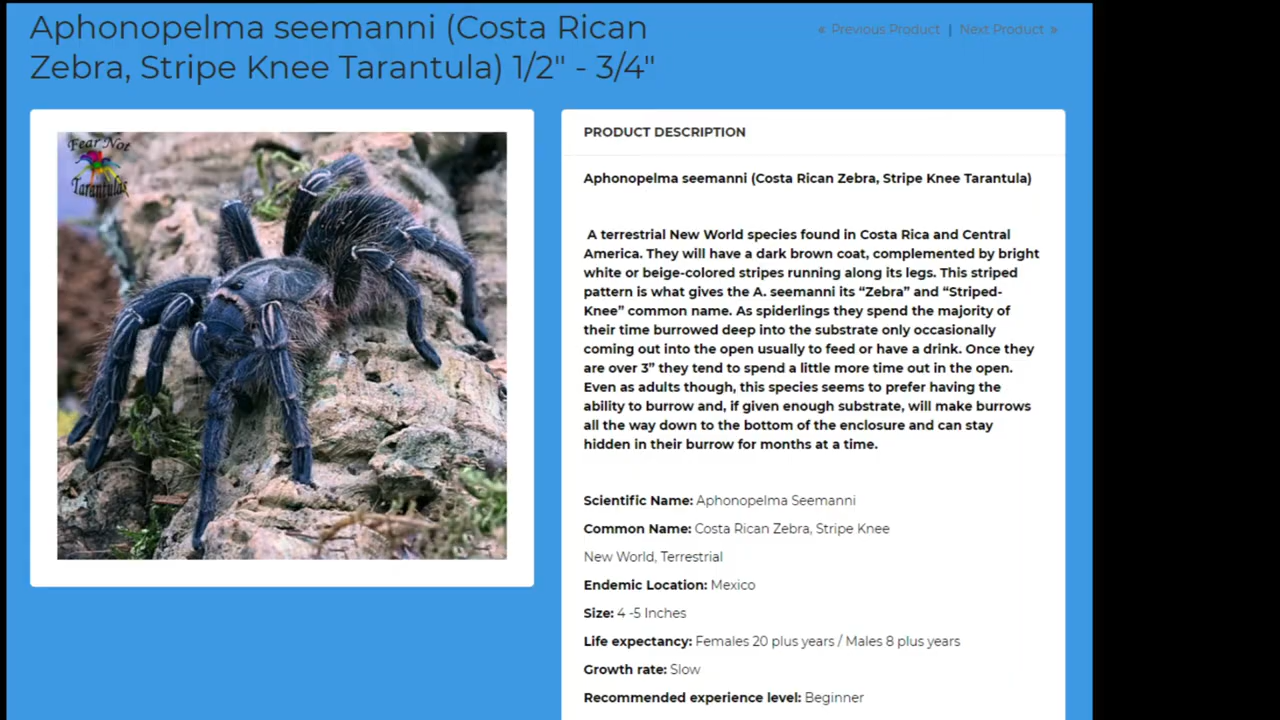 Aphonopelma seemanni (Costa Rican
Zebra, Stripe Knee Tarantula) 1/2" - 3/4"
« Previous Product | Next Product »
Fear Not
Tarantulas
PRODUCT DESCRIPTION
Aphonopelma seemanni (Costa Rican Zebra, Stripe Knee Tarantula)
A terrestrial New World species found in Costa Rica and Central
America. They will have a dark brown coat, complemented by bright
white or beige-colored stripes running along its legs. This striped
pattern is what gives the A. seemanni its “Zebra” and “Striped-
Knee” common name. As spiderlings they spend the majority of
their time burrowed deep into the substrate only occasionally
coming out into the open usually to feed or have a drink. Once they
are over 3” they tend to spend a little more time out in the open.
Even as adults though, this species seems to prefer having the
ability to burrow and, if given enough substrate, will make burrows
all the way down to the bottom of the enclosure and can stay
hidden in their burrow for months at a time.
Scientific Name: Aphonopelma Seemanni
Common Name: Costa Rican Zebra, Stripe Knee
New World, Terrestrial
Endemic Location: Mexico
Size: 4 -5 Inches
Life expectancy: Females 20 plus years / Males 8 plus years
Growth rate: Slow
Recommended experience level: Beginner